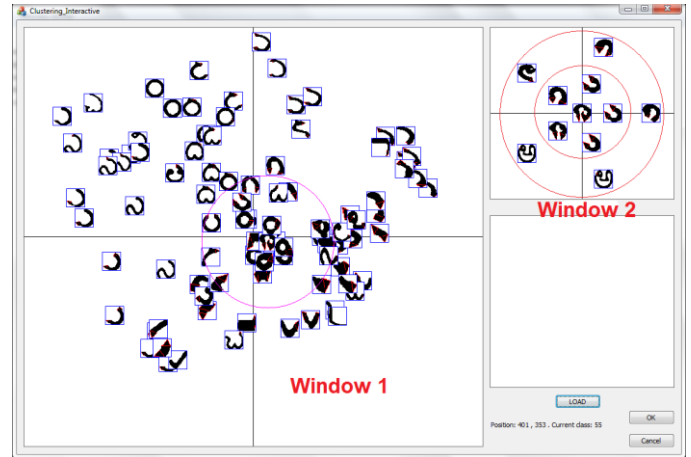 Clustering_Interactive
Window 2
Window 1
LOAD
Position: 401 , 353 . Current class: 55
OK
Cancel